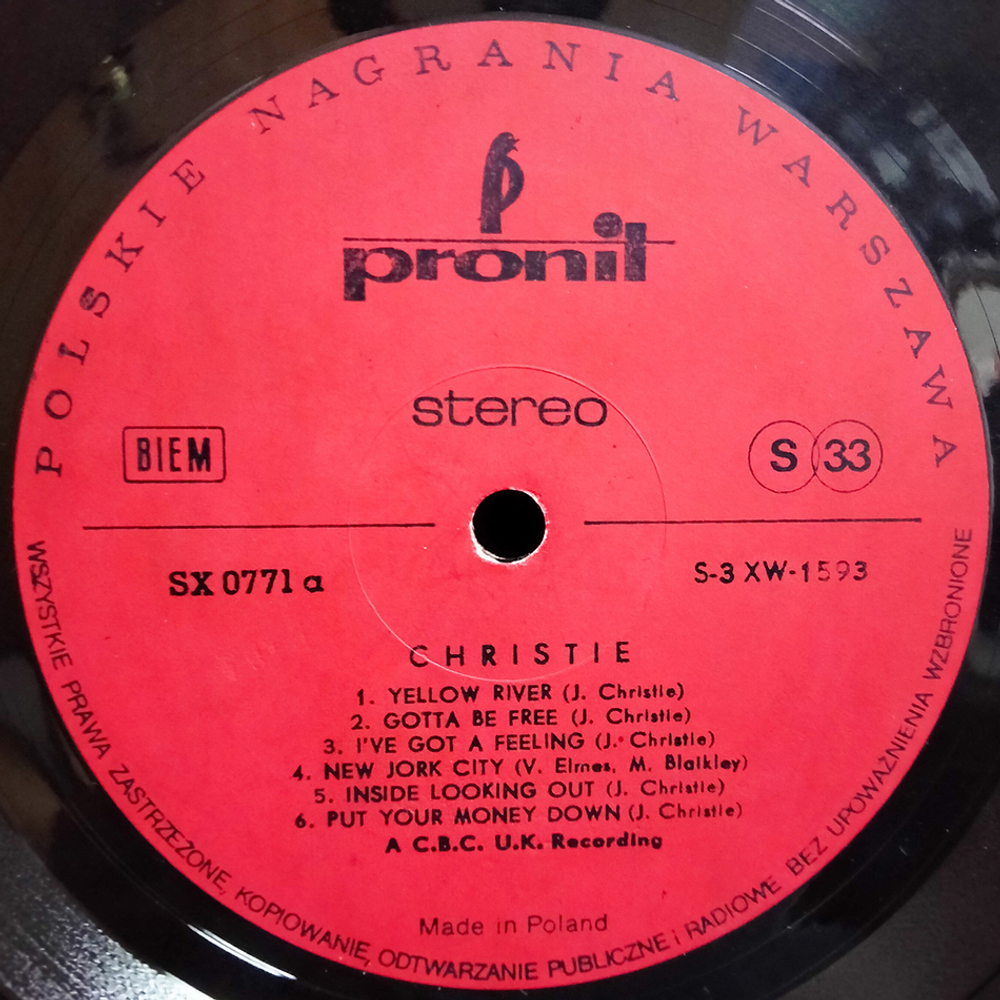 POLSKIE NAGRANIA WARSZAWA
pronit
stereo
BIEM
S 33
SX 0771 a
S-3 XW-1593
CHRISTIE
1. YELLOW RIVER (J. Christie)
2. GOTTA BE FREE (J. Christie)
3. I'VE GOT A FEELING (J. Christie)
4. NEW JORK CITY (V. Elmes, M. Blaikley)
5. INSIDE LOOKING OUT (J. Christie)
6. PUT YOUR MONEY DOWN (J. Christie)
A C.B.C. U.K. Recording
Made in Poland
WSZYSTKIE PRAWA ZASTRZEŻONE, KOPIOWANIE, ODTWARZANIE PUBLICZNE i RADIOWE BEZ UPOWAŻNIENIA WZBRONIONE